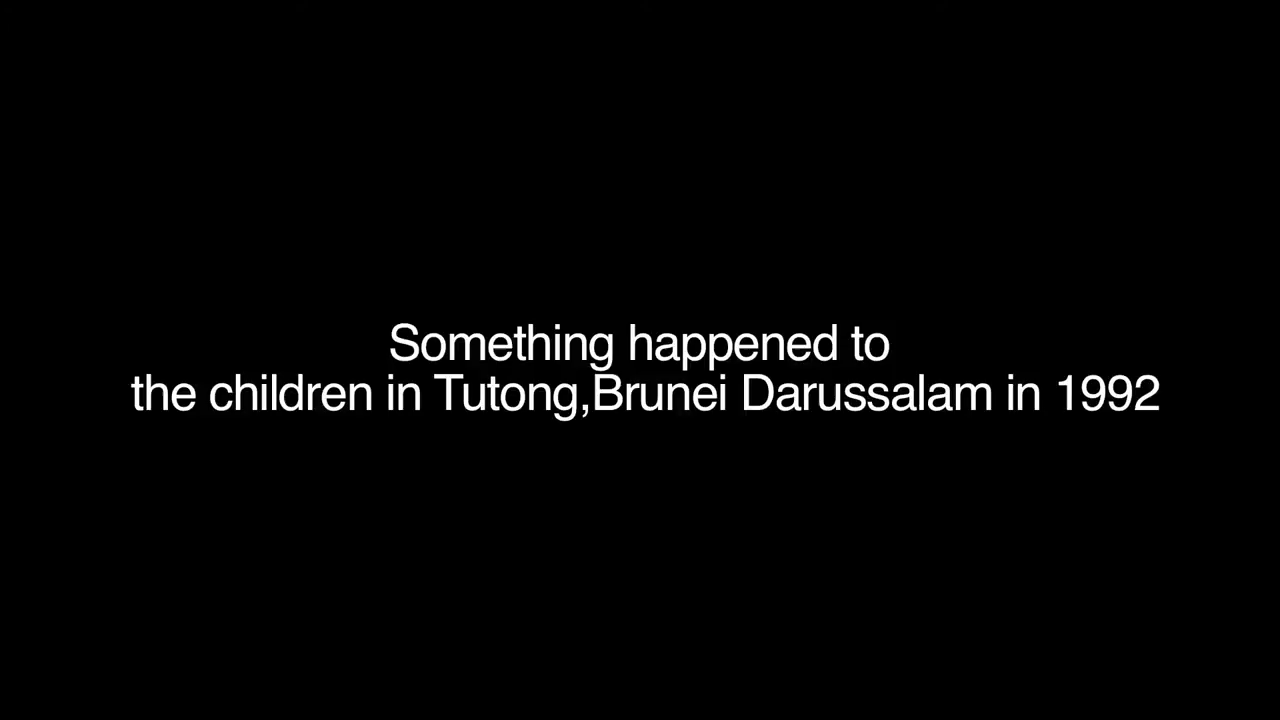 Something happened to
the children in Tutong,Brunei Darussalam in 1992